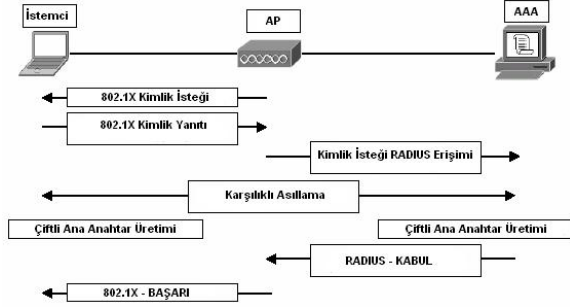 İstemci
AP
AAA
802.1X Kimlik İsteği
802.1X Kimlik Yanıtı
Kimlik İsteği RADIUS Erişimi
Karşılıklı Asıllama
Çiftli Ana Anahtar Üretimi
Çiftli Ana Anahtar Üretimi
RADIUS - KABUL
802.1X - BAŞARI